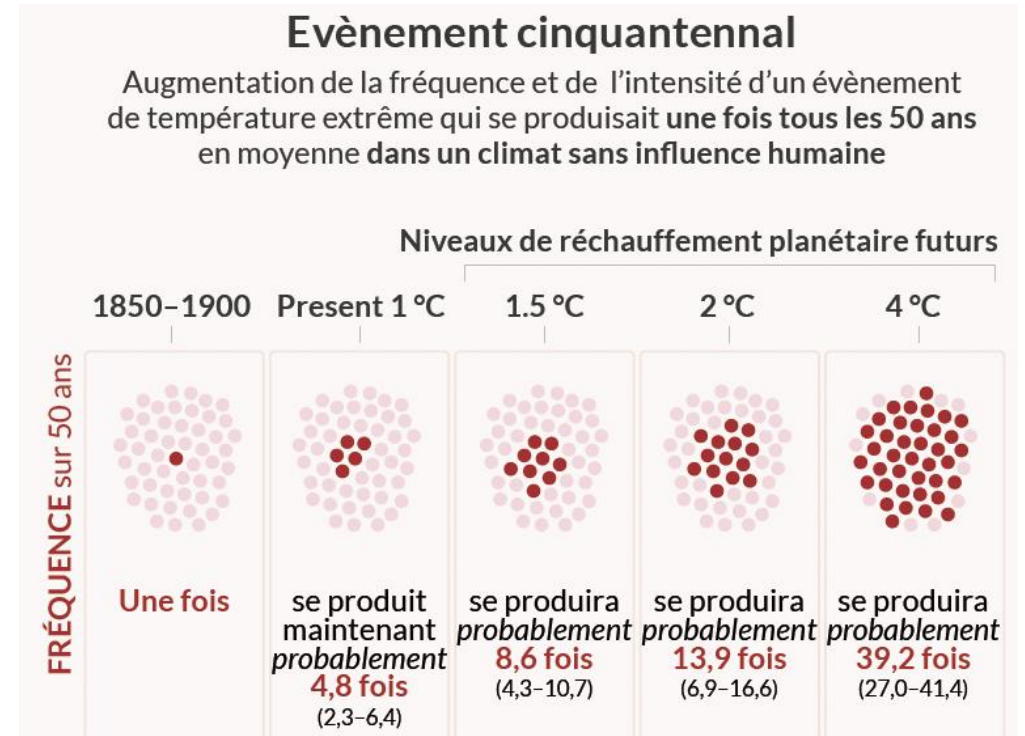 Evènement cinquantennal
Augmentation de la fréquence et de l'intensité d'un évènement
de température extrême qui se produisait une fois tous les 50 ans
en moyenne dans un climat sans influence humaine
Niveaux de réchauffement planétaire futurs
1850–1900
Present 1 °C
1.5 °C
2 °C
4 °C
FRÉQUENCE sur 50 ans
Une fois
se produit
maintenant
probablement
4,8 fois
(2,3–6,4)
se produira
probablement
8,6 fois
(4,3–10,7)
se produira
probablement
13,9 fois
(6,9–16,6)
se produira
probablement
39,2 fois
(27,0–41,4)